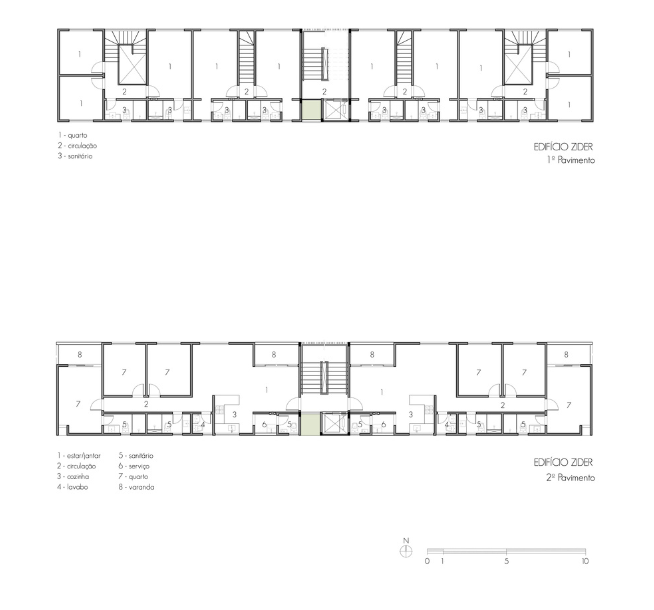 1 1 1 1 1 1 1 1
2 2 2 2 2
1 1
3 3 3 3 3 3 3 3
1 - quarto
2 - circulação
3 - sanitário
EDIFÍCIO ZIDER
1º Pavimento
8 8 8 8
7 7 7 7
1 1
7 2 2 7
3 3
5 5 4 6 5 5 6 4 5 5
1 - estar/jantar
2 - circulação
3 - cozinha
4 - lavabo
5 - sanitário
6 - serviço
7 - quarto
8 - varanda
EDIFÍCIO ZIDER
2º Pavimento
N
0 1 5 10